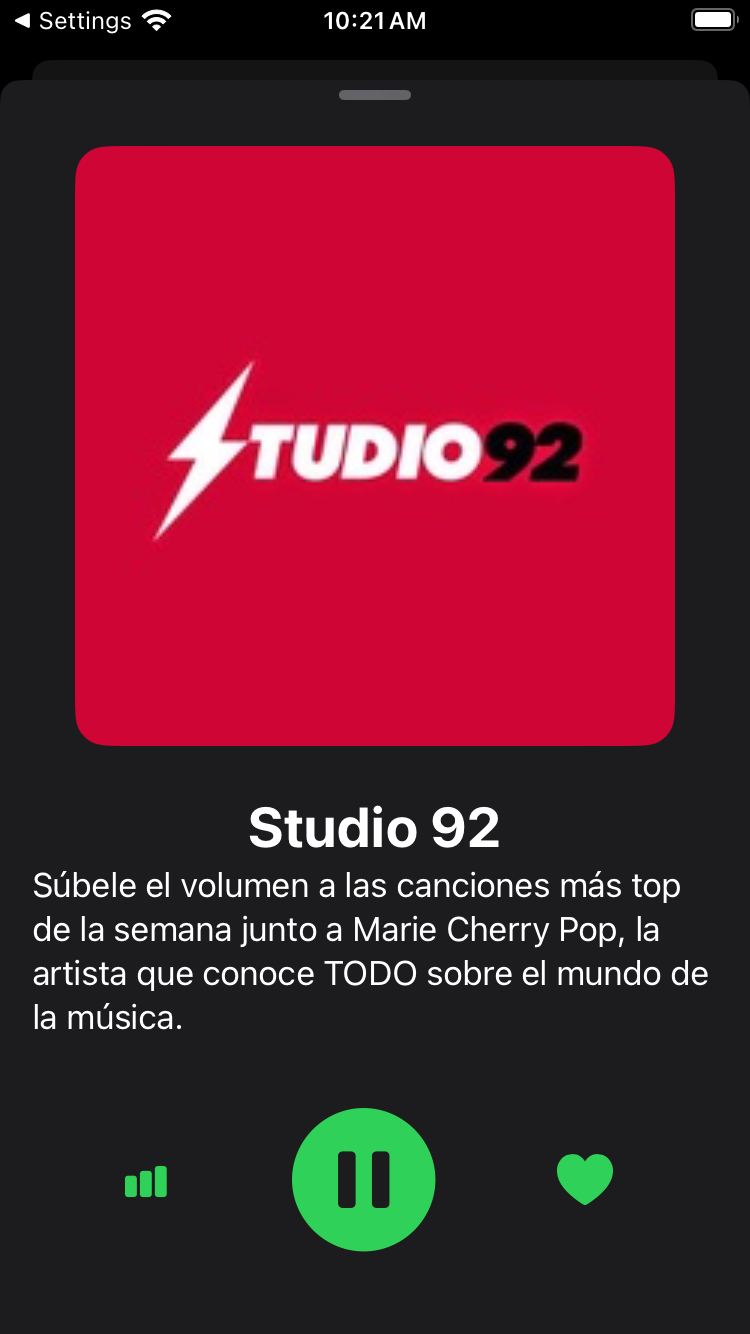 Settings
10:21 AM
TUDIO92
Studio 92
Súbele el volumen a las canciones más top
de la semana junto a Marie Cherry Pop, la
artista que conoce TODO sobre el mundo de
la música.